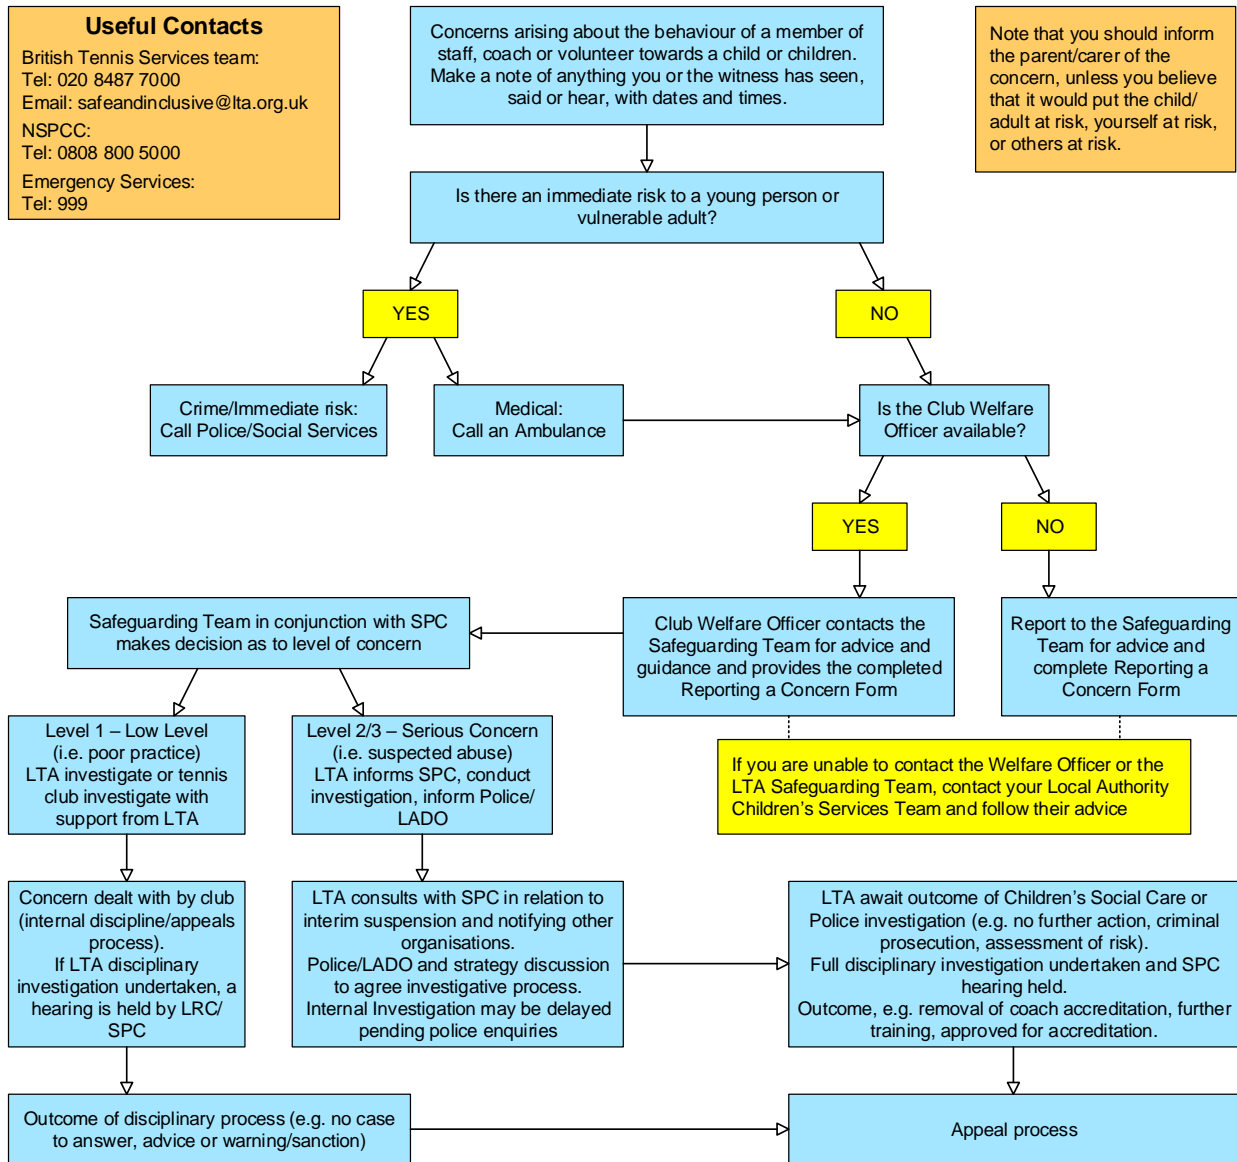 Useful Contacts
British Tennis Services team:
Tel: 020 8487 7000
Email: safeandinclusive@lta.org.uk
NSPCC:
Tel: 0808 800 5000
Emergency Services:
Tel: 999
Concerns arising about the behaviour of a member of
staff, coach or volunteer towards a child or children.
Make a note of anything you or the witness has seen,
said or hear, with dates and times.
Note that you should inform
the parent/carer of the
concern, unless you believe
that it would put the child/
adult at risk, yourself at risk,
or others at risk.
Is there an immediate risk to a young person or
vulnerable adult?
YES
NO
Crime/Immediate risk:
Call Police/Social Services
Medical:
Call an Ambulance
Is the Club Welfare
Officer available?
YES
NO
Safeguarding Team in conjunction with SPC
makes decision as to level of concern
Club Welfare Officer contacts the
Safeguarding Team for advice and
guidance and provides the completed
Reporting a Concern Form
Report to the Safeguarding
Team for advice and
complete Reporting a
Concern Form
Level 1 – Low Level
(i.e. poor practice)
LTA investigate or tennis
club investigate with
support from LTA
Level 2/3 – Serious Concern
(i.e. suspected abuse)
LTA informs SPC, conduct
investigation, inform Police/
LADO
If you are unable to contact the Welfare Officer or the
LTA Safeguarding Team, contact your Local Authority
Children’s Services Team and follow their advice
Concern dealt with by club
(internal discipline/appeals
process).
If LTA disciplinary
investigation undertaken, a
hearing is held by LRC/
SPC
LTA consults with SPC in relation to
interim suspension and notifying other
organisations.
Police/LADO and strategy discussion
to agree investigative process.
Internal Investigation may be delayed
pending police enquiries
LTA await outcome of Children’s Social Care or
Police investigation (e.g. no further action, criminal
prosecution, assessment of risk).
Full disciplinary investigation undertaken and SPC
hearing held.
Outcome, e.g. removal of coach accreditation, further
training, approved for accreditation.
Outcome of disciplinary process (e.g. no case
to answer, advice or warning/sanction)
Appeal process